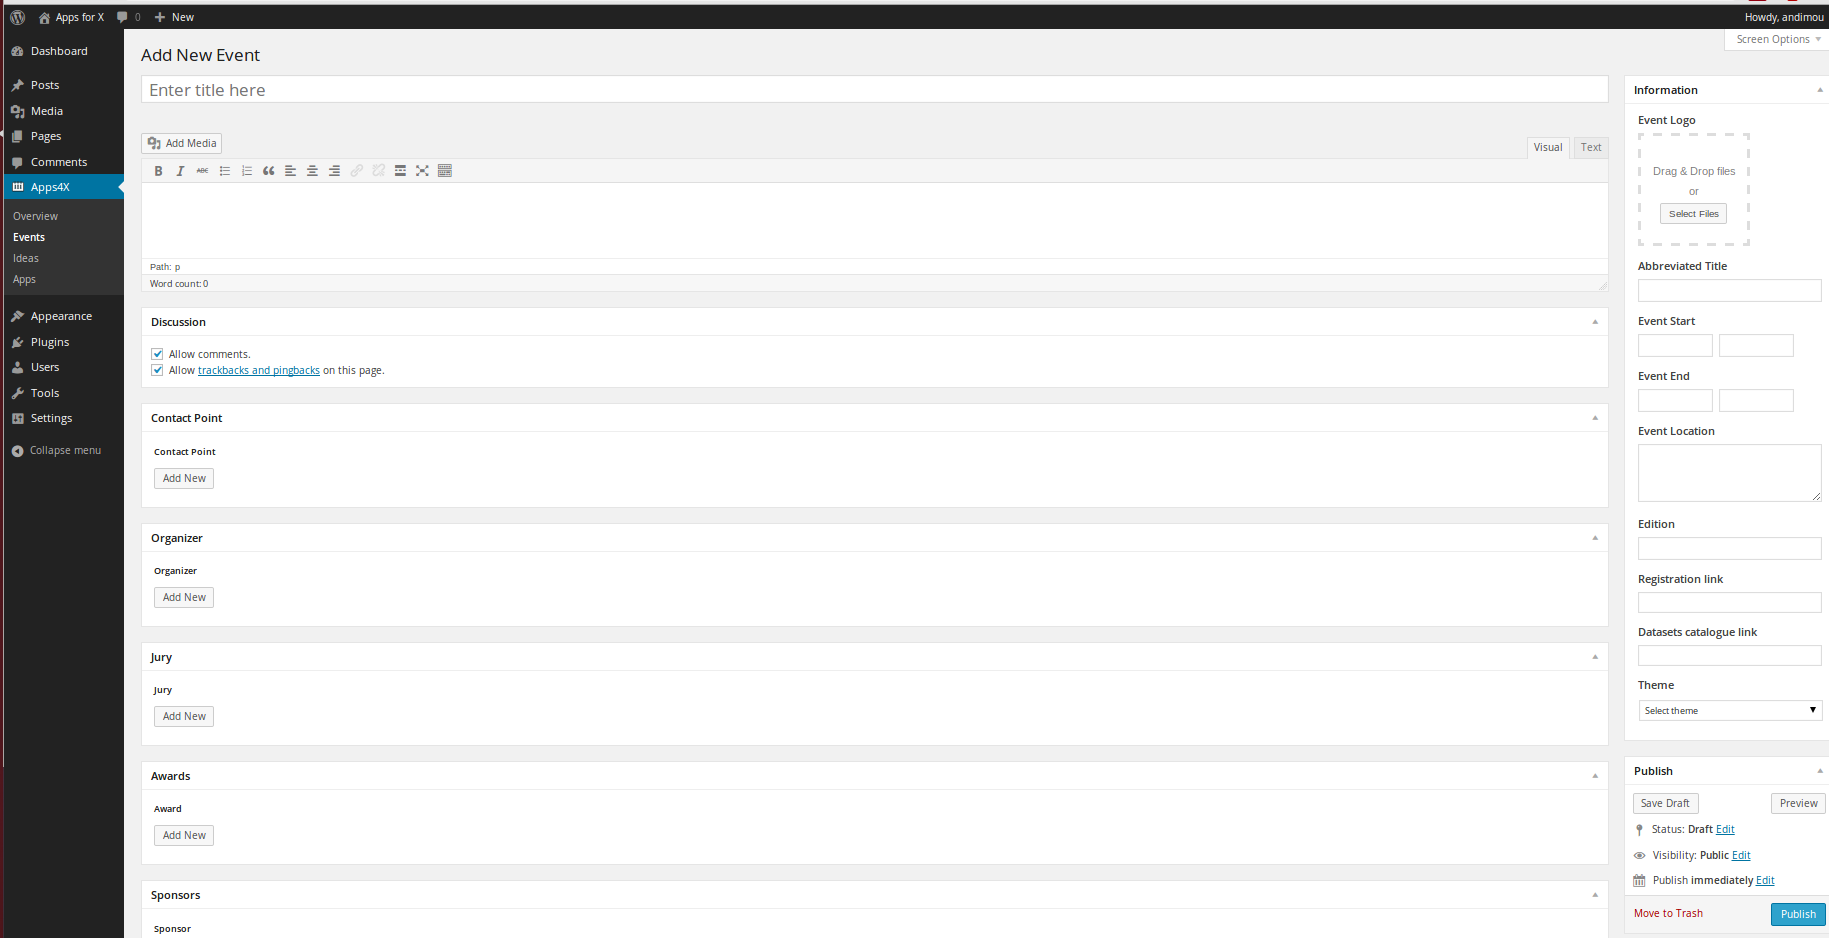 Apps for X 0 New
Howdy, andimou
Dashboard
Posts
Media
Pages
Comments
Apps4X
Overview
Events
Ideas
Apps
Appearance
Plugins
Users
Tools
Settings
Collapse menu
Screen Options
Add New Event
Enter title here
Add Media
Visual Text
B I ABC
Path: p
Word count: 0
Discussion
Allow comments.
Allow trackbacks and pingbacks on this page.
Contact Point
Contact Point
Add New
Organizer
Organizer
Add New
Jury
Jury
Add New
Awards
Award
Add New
Sponsors
Sponsor
Information
Event Logo
Drag & Drop files
or
Select Files
Abbreviated Title
Event Start
Event End
Event Location
Edition
Registration link
Datasets catalogue link
Theme
Select theme
Publish
Save Draft Preview
Status: Draft Edit
Visibility: Public Edit
Publish immediately Edit
Move to Trash Publish